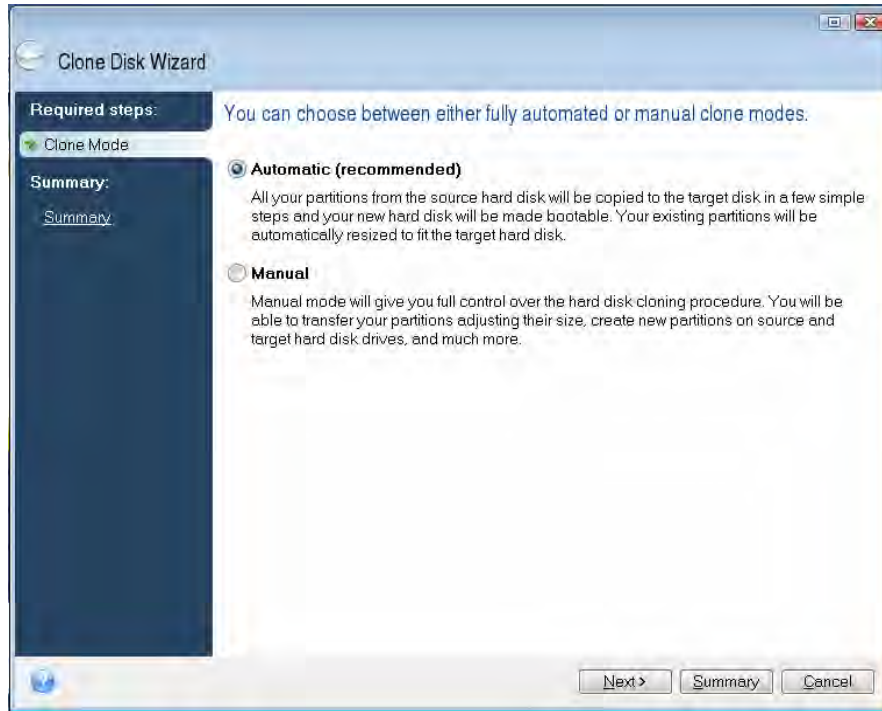 Clone Disk Wizard
Required steps:
Clone Mode
Summary:
Summary
You can choose between either fully automated or manual clone modes.
Automatic (recommended)
All your partitions from the source hard disk will be copied to the target disk in a few simple
steps and your new hard disk will be made bootable. Your existing partitions will be
automatically resized to fit the target hard disk.
Manual
Manual mode will give you full control over the hard disk cloning procedure. You will be
able to transfer your partitions adjusting their size, create new partitions on source and
target hard disk drives, and much more.
Next >
Summary
Cancel